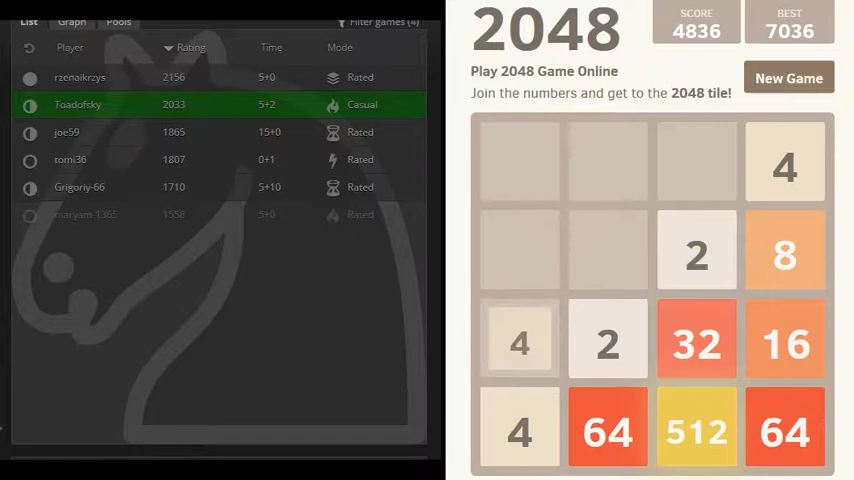 List Graph Pools Filter games (4)
Player Rating Time Mode
rzenaikrzys 2156 5+0 Rated
Toadofsky 2033 5+2 Casual
joe59 1865 15+0 Rated
tomi36 1807 0+1 Rated
Grigoriy-66 1710 5+10 Rated
maryam-1365 1558 5+0 Rated
2048
SCORE
4836
BEST
7036
Play 2048 Game Online
Join the numbers and get to the 2048 tile!
New Game
4
2 8
4 2 32 16
4 64 512 64